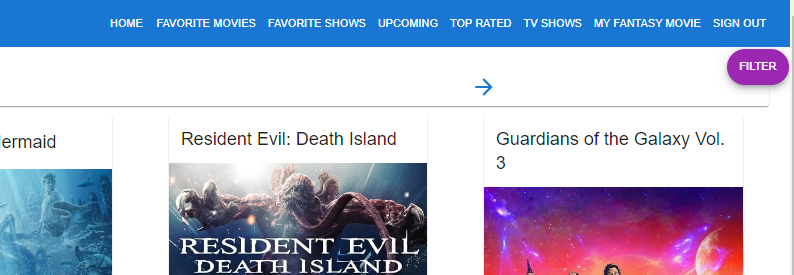 HOME FAVORITE MOVIES FAVORITE SHOWS UPCOMING TOP RATED TV SHOWS MY FANTASY MOVIE SIGN OUT
FILTER
Resident Evil: Death Island
Guardians of the Galaxy Vol.
3
RESIDENT EVIL
DEATH ISLAND